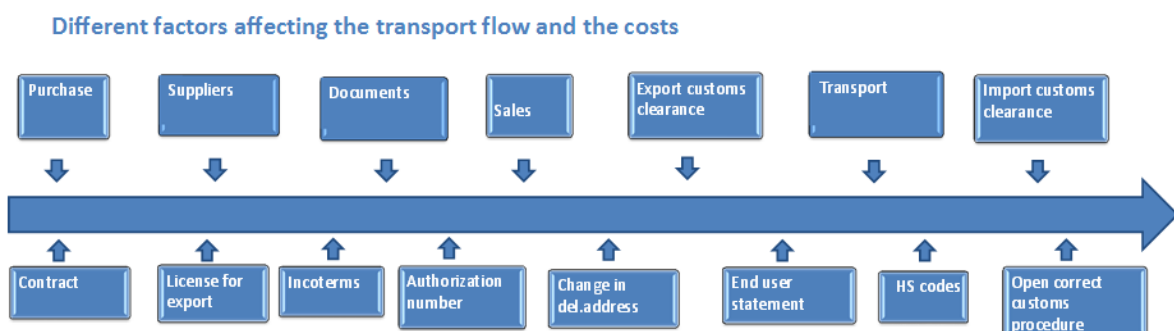 Different factors affecting the transport flow and the costs
Purchase
Suppliers
Documents
Sales
Export customs
clearance
Transport
Import customs
clearance
Contract
License for
export
Incoterms
Authorization
number
Change in
del.address
End user
statement
HS codes
Open correct
customs
procedure